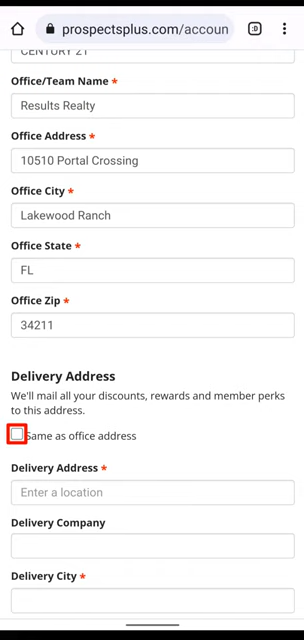 prospectsplus.com/accoun
CENTURY 21
Office/Team Name *
Results Realty
Office Address *
10510 Portal Crossing
Office City *
Lakewood Ranch
Office State *
FL
Office Zip *
34211
Delivery Address
We'll mail all your discounts, rewards and member perks
to this address.
Same as office address
Delivery Address *
Enter a location
Delivery Company
Delivery City *